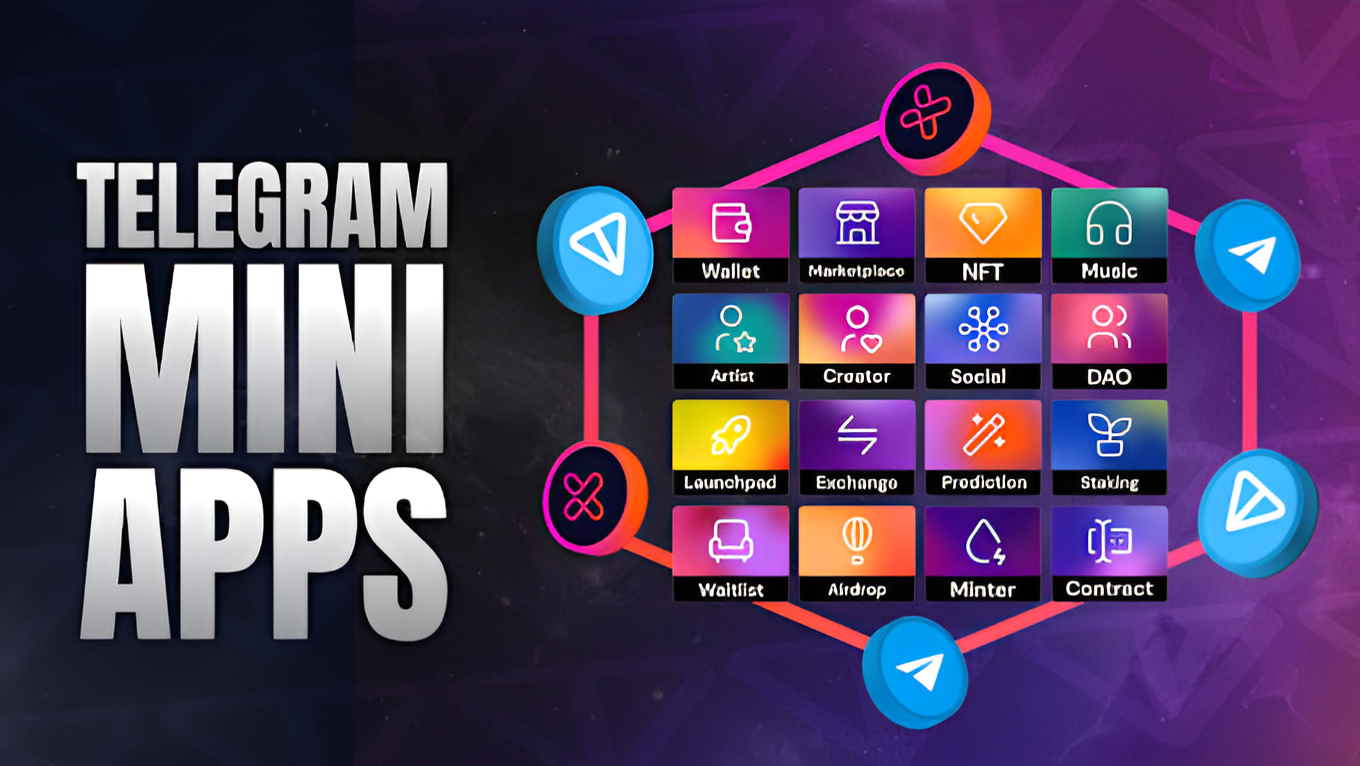 TELEGRAM
MINI
APPS
Wallet Marketplace NFT Music
Artist Creator Social DAO
Launchpad Exchange Prediction Staking
Waitlist Airdrop Minter Contract